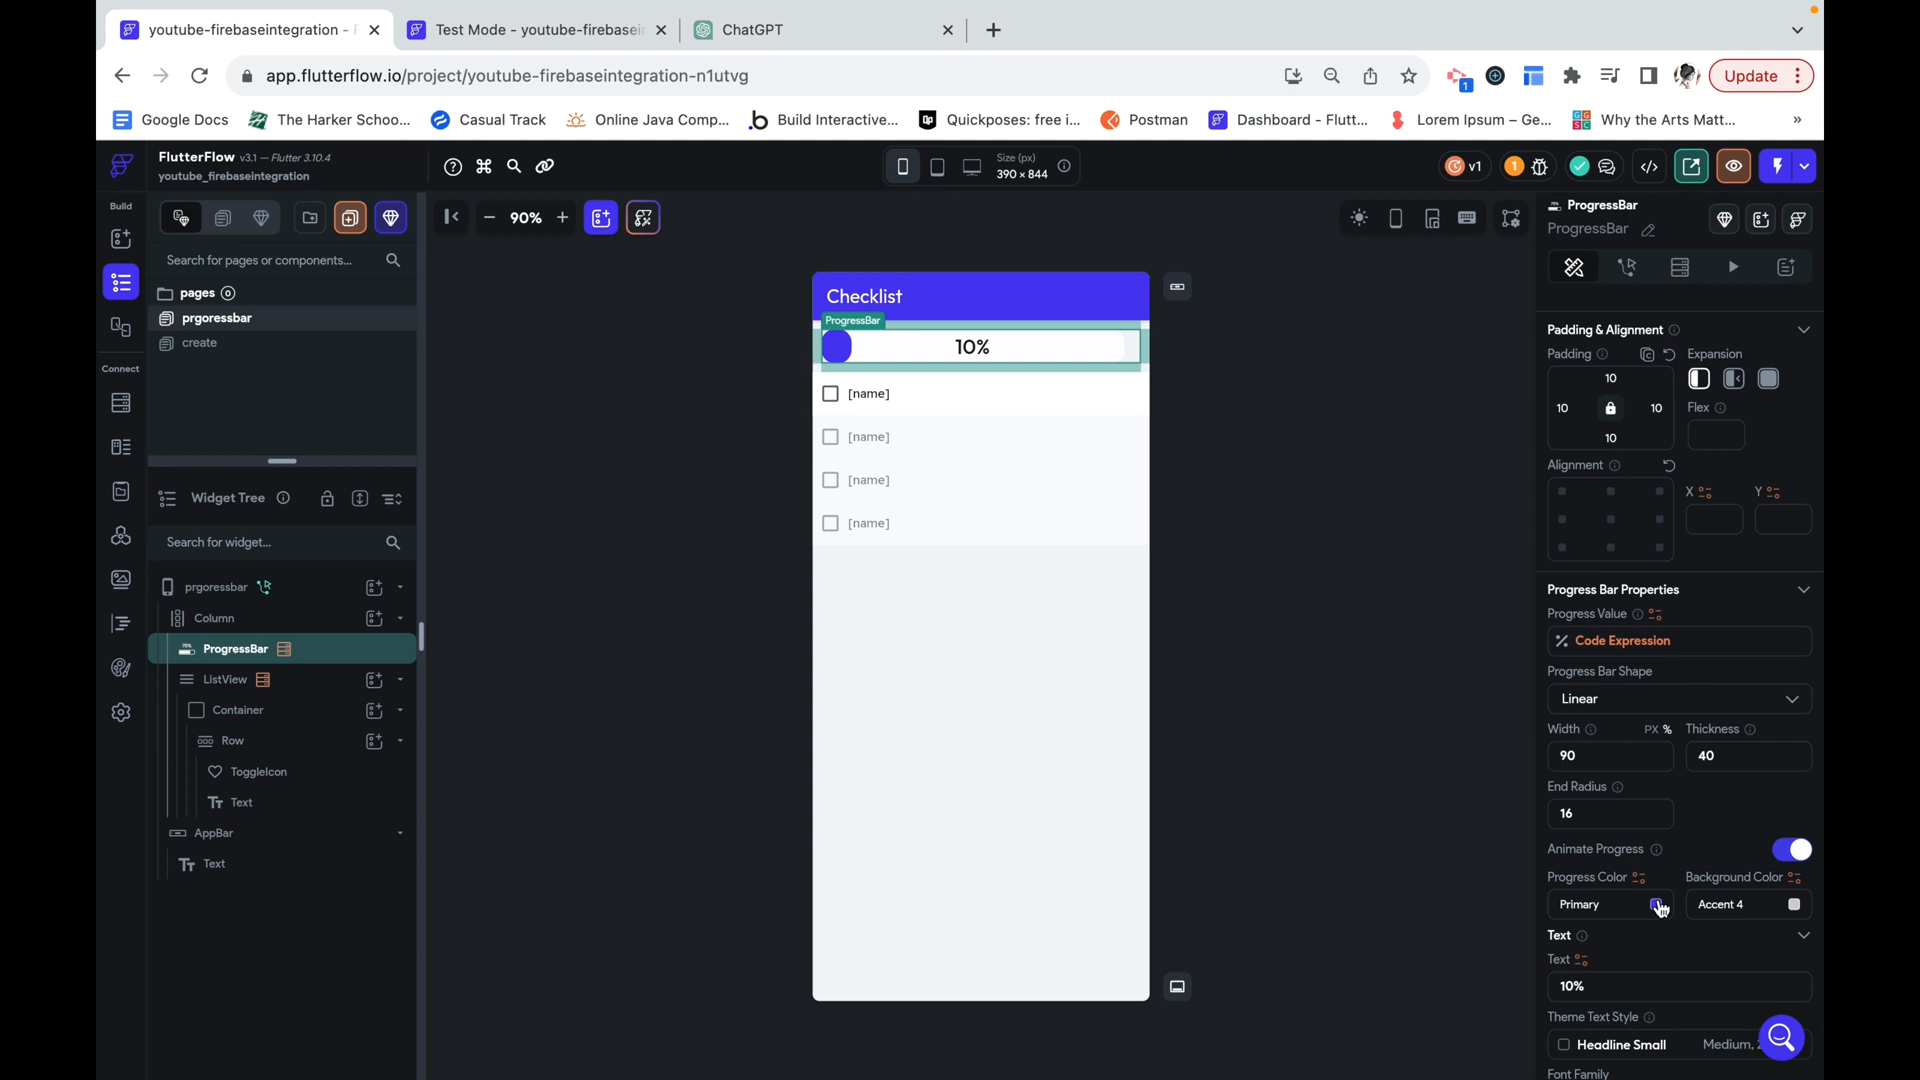 youtube-firebaseintegration - F
Test Mode - youtube-firebasein
ChatGPT
app.flutterflow.io/project/youtube-firebaseintegration-n1utvg
1
Update
Google Docs
The Harker Schoo...
Casual Track
Online Java Comp...
Build Interactive...
Quickposes: free i...
Postman
Dashboard - Flutt...
Lorem Ipsum – Ge...
Why the Arts Matt...
»
FlutterFlow v3.1 — Flutter 3.10.4
youtube_firebaseintegration
Size (px)
390 × 844
v1
1
Build
90%
ProgressBar
ProgressBar
Search for pages or components...
pages 0
prgoressbar
create
Connect
Widget Tree
Search for widget...
prgoressbar
Column
ProgressBar
ListView
Container
Row
ToggleIcon
Text
AppBar
Text
Checklist
ProgressBar
10%
[name]
[name]
[name]
[name]
Padding & Alignment
Padding
Expansion
10
10
10
10
Flex
Alignment
X
Y
Progress Bar Properties
Progress Value
Code Expression
Progress Bar Shape
Linear
Width
PX %
Thickness
90
40
End Radius
16
Animate Progress
Progress Color
Background Color
Primary
Accent 4
Text
Text
10%
Theme Text Style
Headline Small
Medium,
Font Family